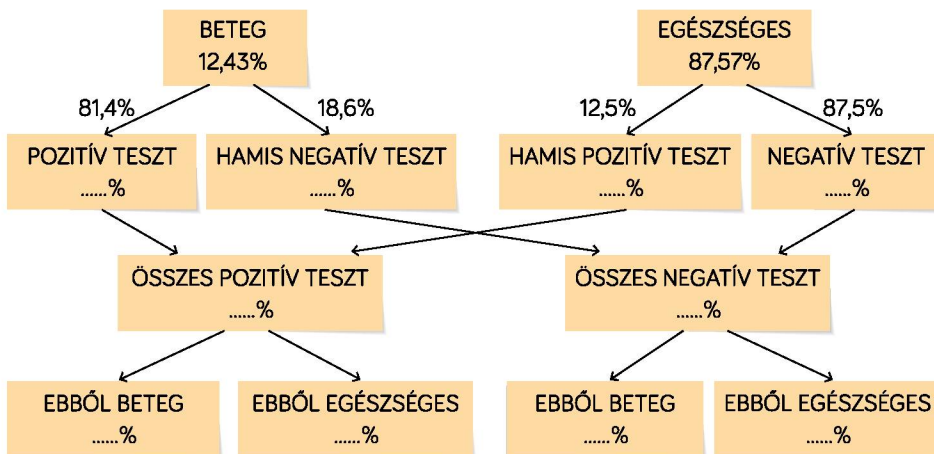 BETEG
12,43%
EGÉSZSÉGES
87,57%
81,4%
18,6%
12,5%
87,5%
POZITÍV TESZT
......%
HAMIS NEGATÍV TESZT
......%
HAMIS POZITÍV TESZT
......%
NEGATÍV TESZT
......%
ÖSSZES POZITÍV TESZT
......%
ÖSSZES NEGATÍV TESZT
......%
EBBŐL BETEG
......%
EBBŐL EGÉSZSÉGES
......%
EBBŐL BETEG
......%
EBBŐL EGÉSZSÉGES
......%